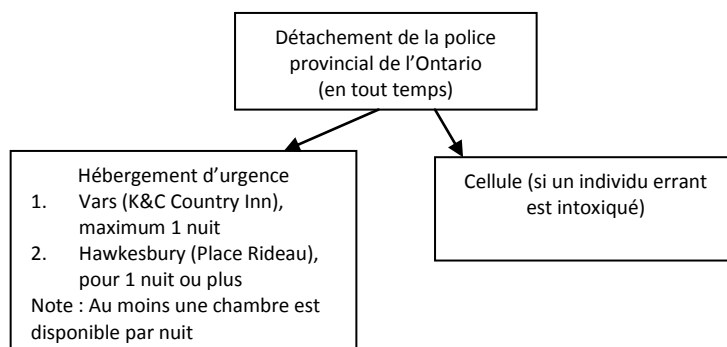 Détachement de la police
provincial de l’Ontario
(en tout temps)
Hébergement d’urgence
1. Vars (K&C Country Inn),
maximum 1 nuit
2. Hawkesbury (Place Rideau),
pour 1 nuit ou plus
Note : Au moins une chambre est
disponible par nuit
Cellule (si un individu errant
est intoxiqué)